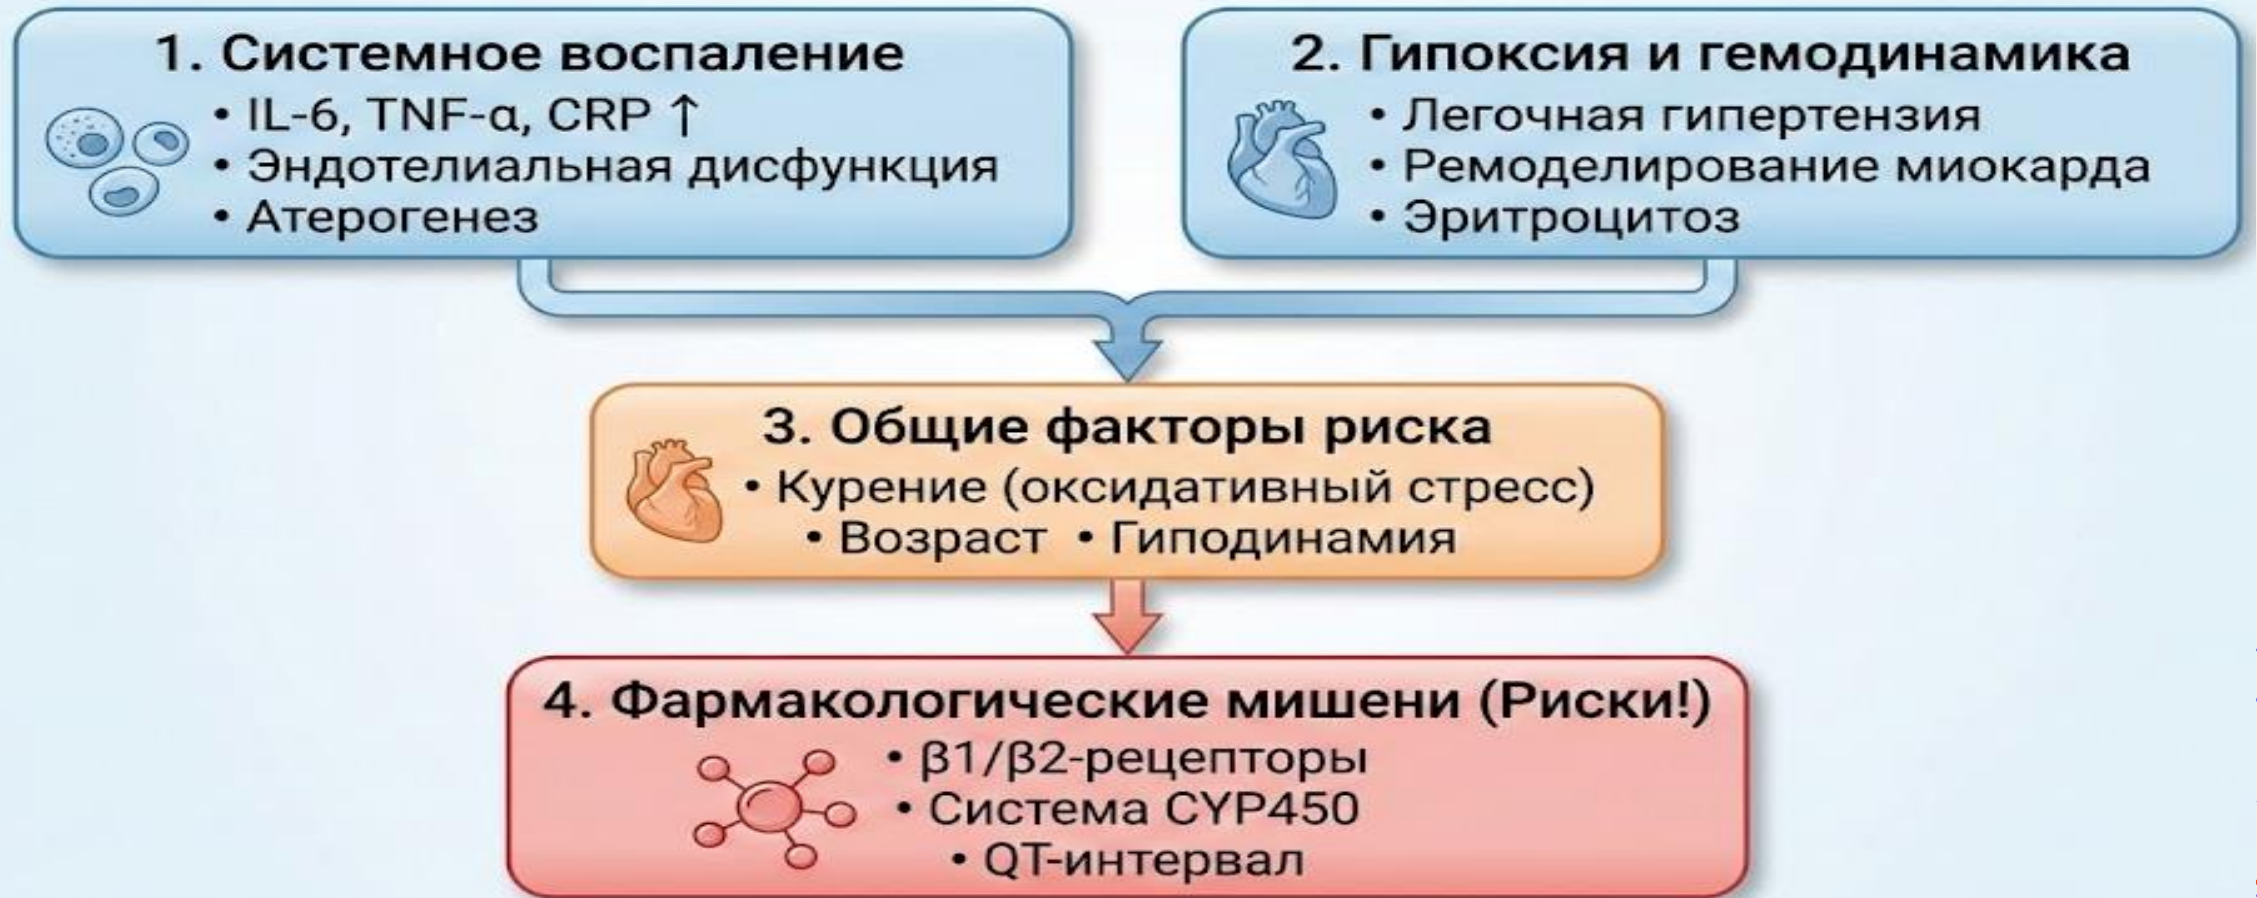 1. Системное воспаление
• IL-6, TNF-α, CRP ↑
• Эндотелиальная дисфункция
• Атерогенез
2. Гипоксия и гемодинамика
• Легочная гипертензия
• Ремоделирование миокарда
• Эритроцитоз
3. Общие факторы риска
• Курение (оксидативный стресс)
• Возраст • Гиподинамия
4. Фармакологические мишени (Риски!)
• β1/β2-рецепторы
• Система CYP450
• QT-интервал